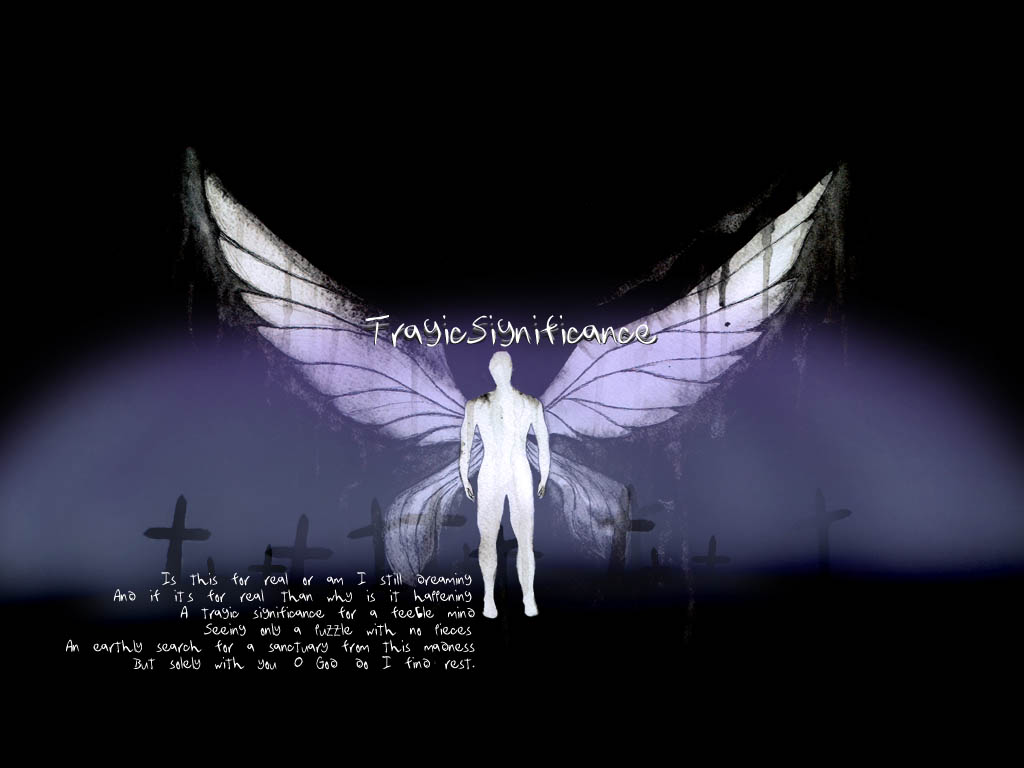 TragicSignificance
Is this for real or am I still dreaming
And if it's for real than why is it happening
A tragic significance for a feeble mind
Seeing only a puzzle with no pieces
An earthly search for a sanctuary from this madness
But solely with you O God do I find rest.